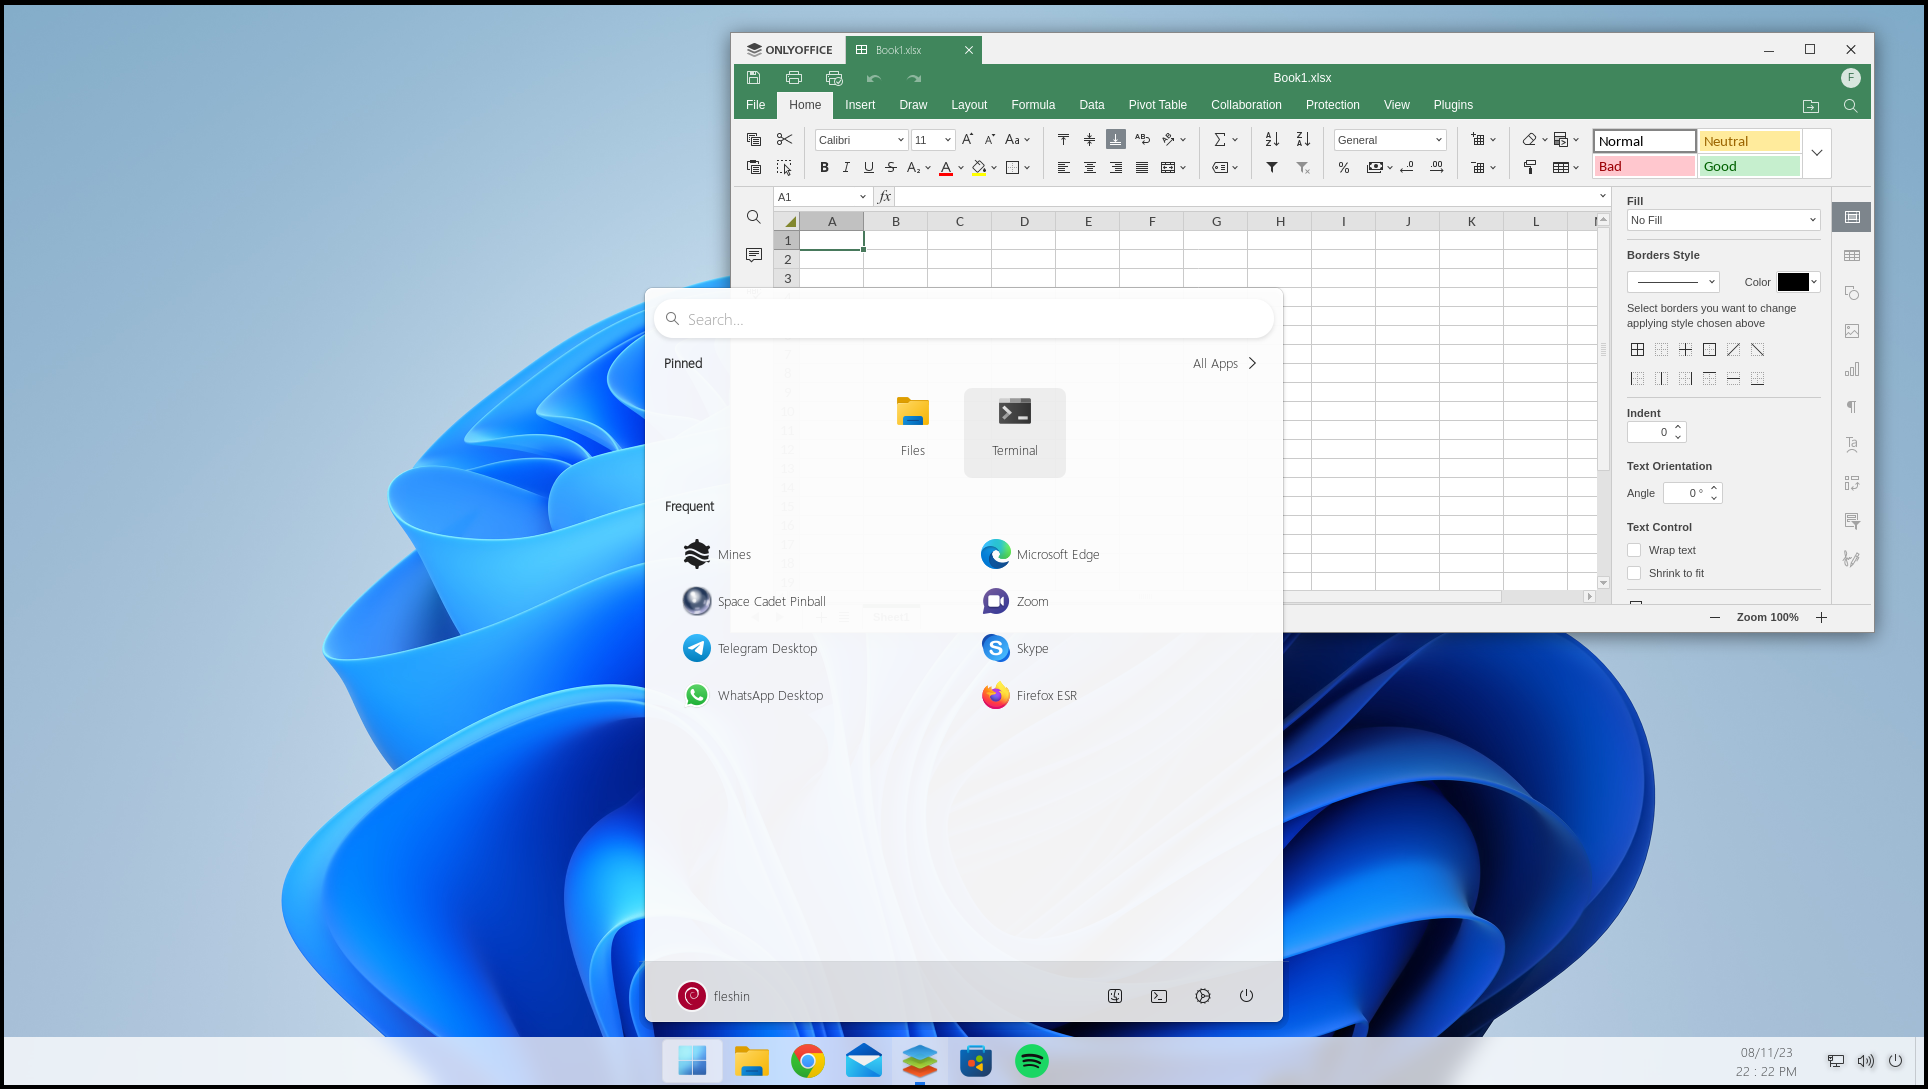 ONLYOFFICE
Book1.xlsx
Book1.xlsx
F
File Home Insert Draw Layout Formula Data Pivot Table Collaboration Protection View Plugins
Calibri 11 General
Normal Neutral
Bad Good
A1
A B C D E F G H I J K L
1
2
3
Fill
No Fill
Borders Style
Color
Select borders you want to change
applying style chosen above
Indent
0
Text Orientation
Angle 0 °
Text Control
Wrap text
Shrink to fit
Zoom 100%
Search...
Pinned All Apps
Files Terminal
Frequent
Mines Microsoft Edge
Space Cadet Pinball Zoom
Telegram Desktop Skype
WhatsApp Desktop Firefox ESR
fleshin
08/11/23
22 : 22 PM